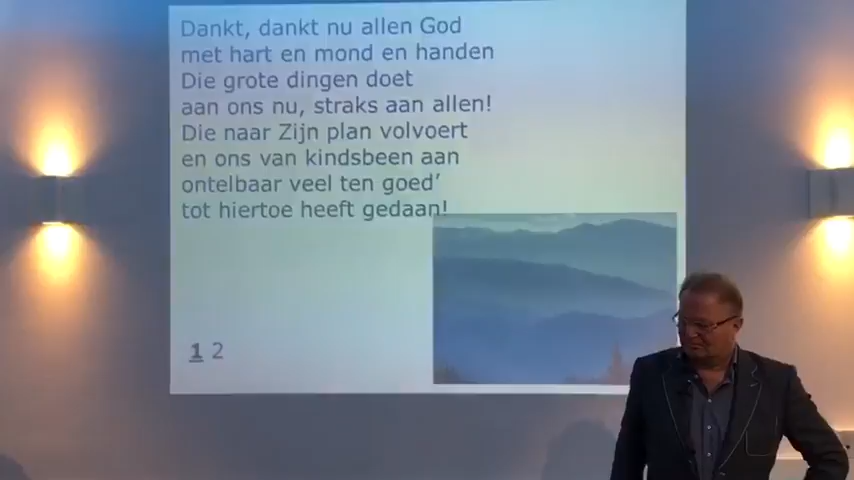 Dankt, dankt nu allen God
met hart en mond en handen
Die grote dingen doet
aan ons nu, straks aan allen!
Die naar Zijn plan volvoert
en ons van kindsbeen aan
ontelbaar veel ten goed’
tot hiertoe heeft gedaan!
1 2